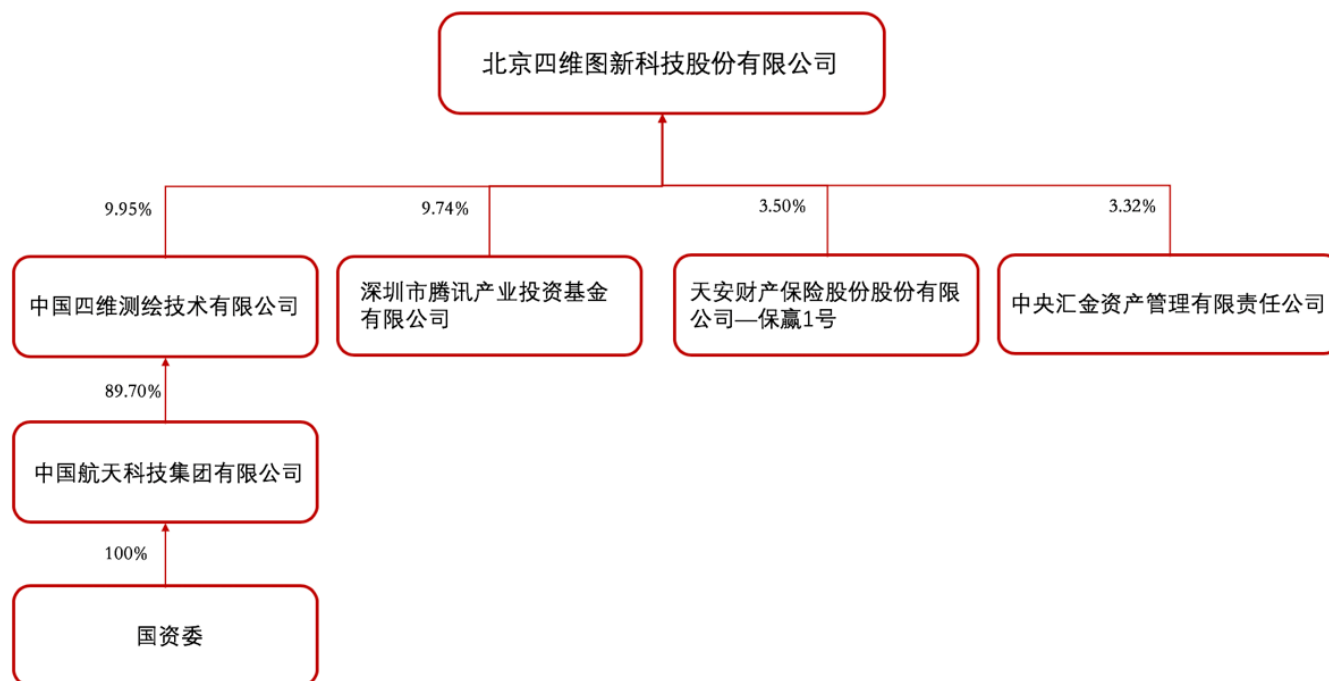 北京四维图新科技股份有限公司
9.95%
9.74%
3.50%
3.32%
中国四维测绘技术有限公司
深圳市腾讯产业投资基金
有限公司
天安财产保险股份股份有限
公司—保赢1号
中央汇金资产管理有限责任公司
89.70%
中国航天科技集团有限公司
100%
国资委